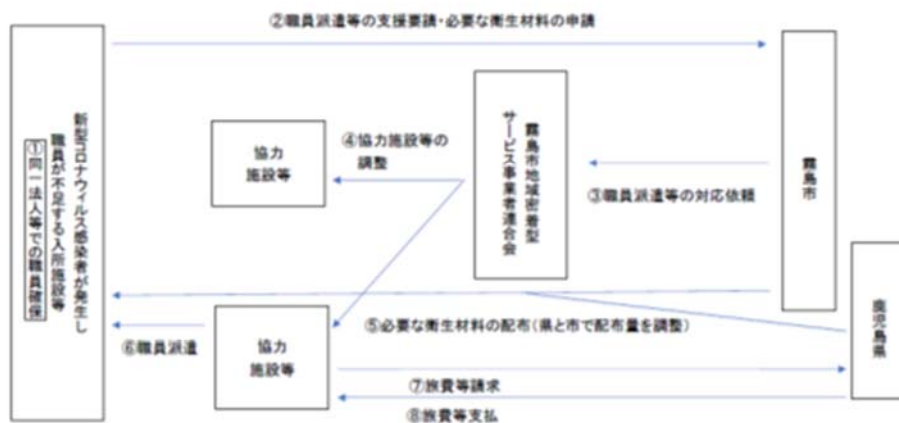 ②職員派遣等の支援要請・必要な衛生材料の申請
新型コロナウィルス感染者が発生し
職員が不足する入所施設等
①同一法人等での職員確保
協力
施設等
④協力施設等の
調整
霧島市地域密着型
サービス事業者連合会
③職員派遣等の対応依頼
霧島市
⑤必要な衛生材料の配布(県と市で配布量を調整)
⑥職員派遣
協力
施設等
⑦旅費等請求
⑧旅費等支払
鹿児島県